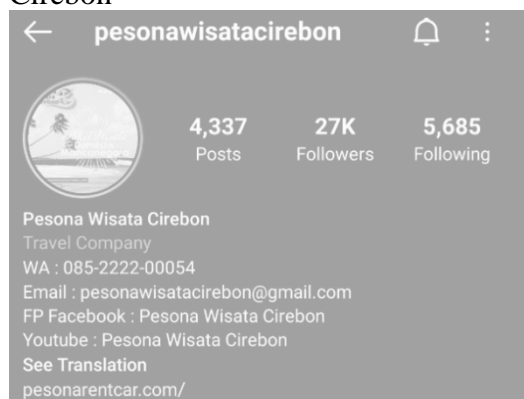 Cirebon
pesonawisatacirebon
4,337 27K 5,685
Posts Followers Following
Pesona Wisata Cirebon
Travel Company
WA : 085-2222-00054
Email : pesonawisatacirebon@gmail.com
FP Facebook : Pesona Wisata Cirebon
Youtube : Pesona Wisata Cirebon
See Translation
pesonarentcar.com/